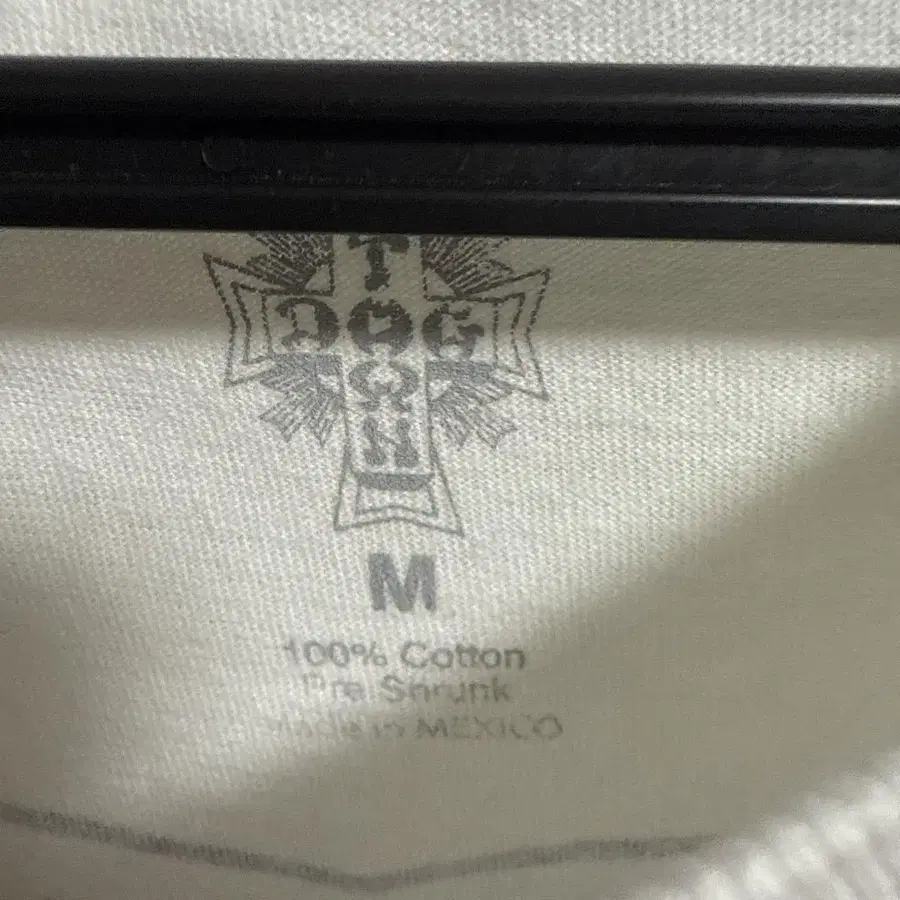 DOG
TOWN
M
100% Cotton
Pre Shrunk
Made in MEXICO